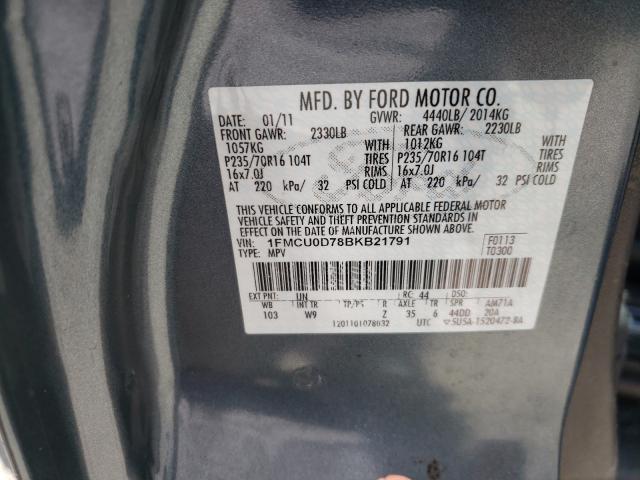 MFD. BY FORD MOTOR CO.
DATE: 01/11 GVWR: 4440LB/ 2014KG
FRONT GAWR: 2330LB REAR GAWR: 2230LB
1057KG WITH 1012KG WITH
P235/70R16 104T TIRES P235/70R16 104T TIRES
16x7.0J RIMS 16x7.0J RIMS
AT 220 kPa/ 32 PSI COLD AT 220 kPa/ 32 PSI COLD
THIS VEHICLE CONFORMS TO ALL APPLICABLE FEDERAL MOTOR
VEHICLE SAFETY AND THEFT PREVENTION STANDARDS IN
EFFECT ON THE DATE OF MANUFACTURE SHOWN ABOVE.
VIN: 1FMCU0D78BKB21791 F0113
TYPE: MPV T0300
EXT PNT: UN RC: 44 DSO:
WB INT TR TP/PS R AXLE TR SPR AM71A
103 W9 Z 35 6 44DD 20A
1201101078032 UTC 5U5A-1520472-BA